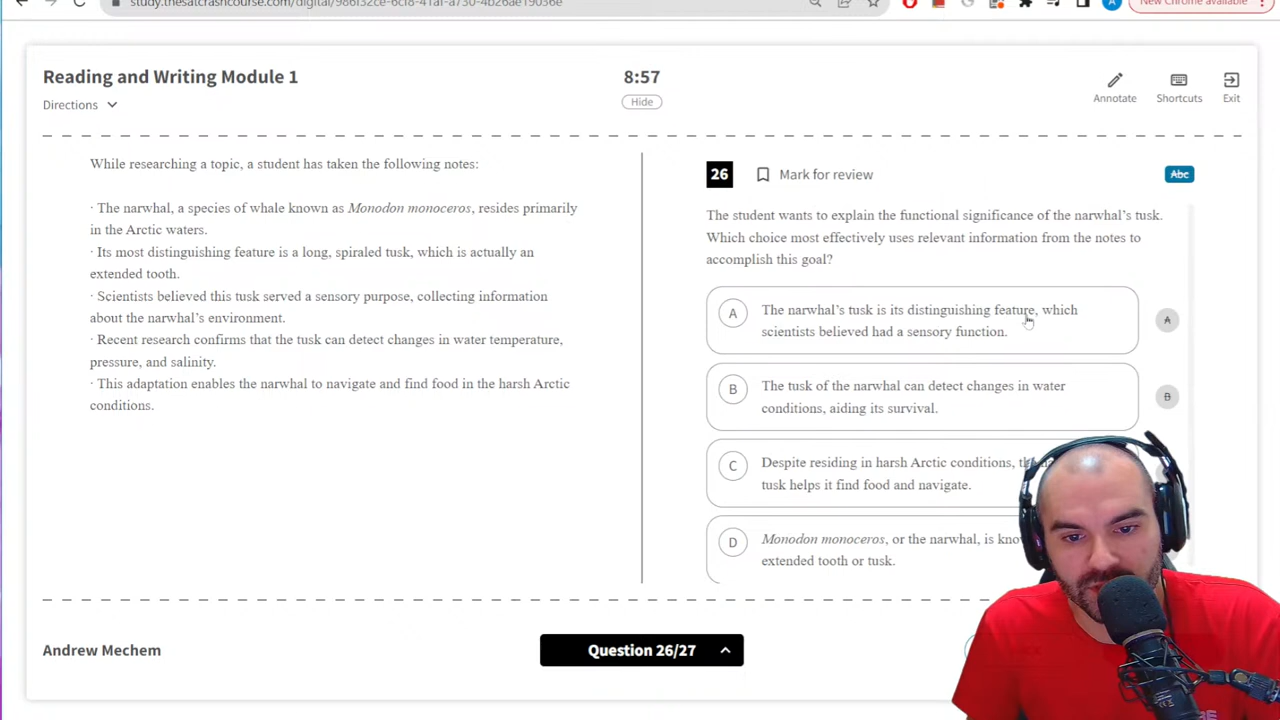 study.thesatcrashcourse.com/digital/
New Chrome available
Reading and Writing Module 1
8:57
Directions
Hide
Annotate
Shortcuts
Exit
While researching a topic, a student has taken the following notes:
· The narwhal, a species of whale known as Monodon monoceros, resides primarily
in the Arctic waters.
· Its most distinguishing feature is a long, spiraled tusk, which is actually an
extended tooth.
· Scientists believed this tusk served a sensory purpose, collecting information
about the narwhal's environment.
· Recent research confirms that the tusk can detect changes in water temperature,
pressure, and salinity.
· This adaptation enables the narwhal to navigate and find food in the harsh Arctic
conditions.
26
Mark for review
Abc
The student wants to explain the functional significance of the narwhal's tusk.
Which choice most effectively uses relevant information from the notes to
accomplish this goal?
A
The narwhal's tusk is its distinguishing feature, which
scientists believed had a sensory function.
A
B
The tusk of the narwhal can detect changes in water
conditions, aiding its survival.
B
C
Despite residing in harsh Arctic conditions,
tusk helps it find food and navigate.
D
Monodon monoceros, or the narwhal, is
extended tooth or tusk.
Andrew Mechem
Question 26/27